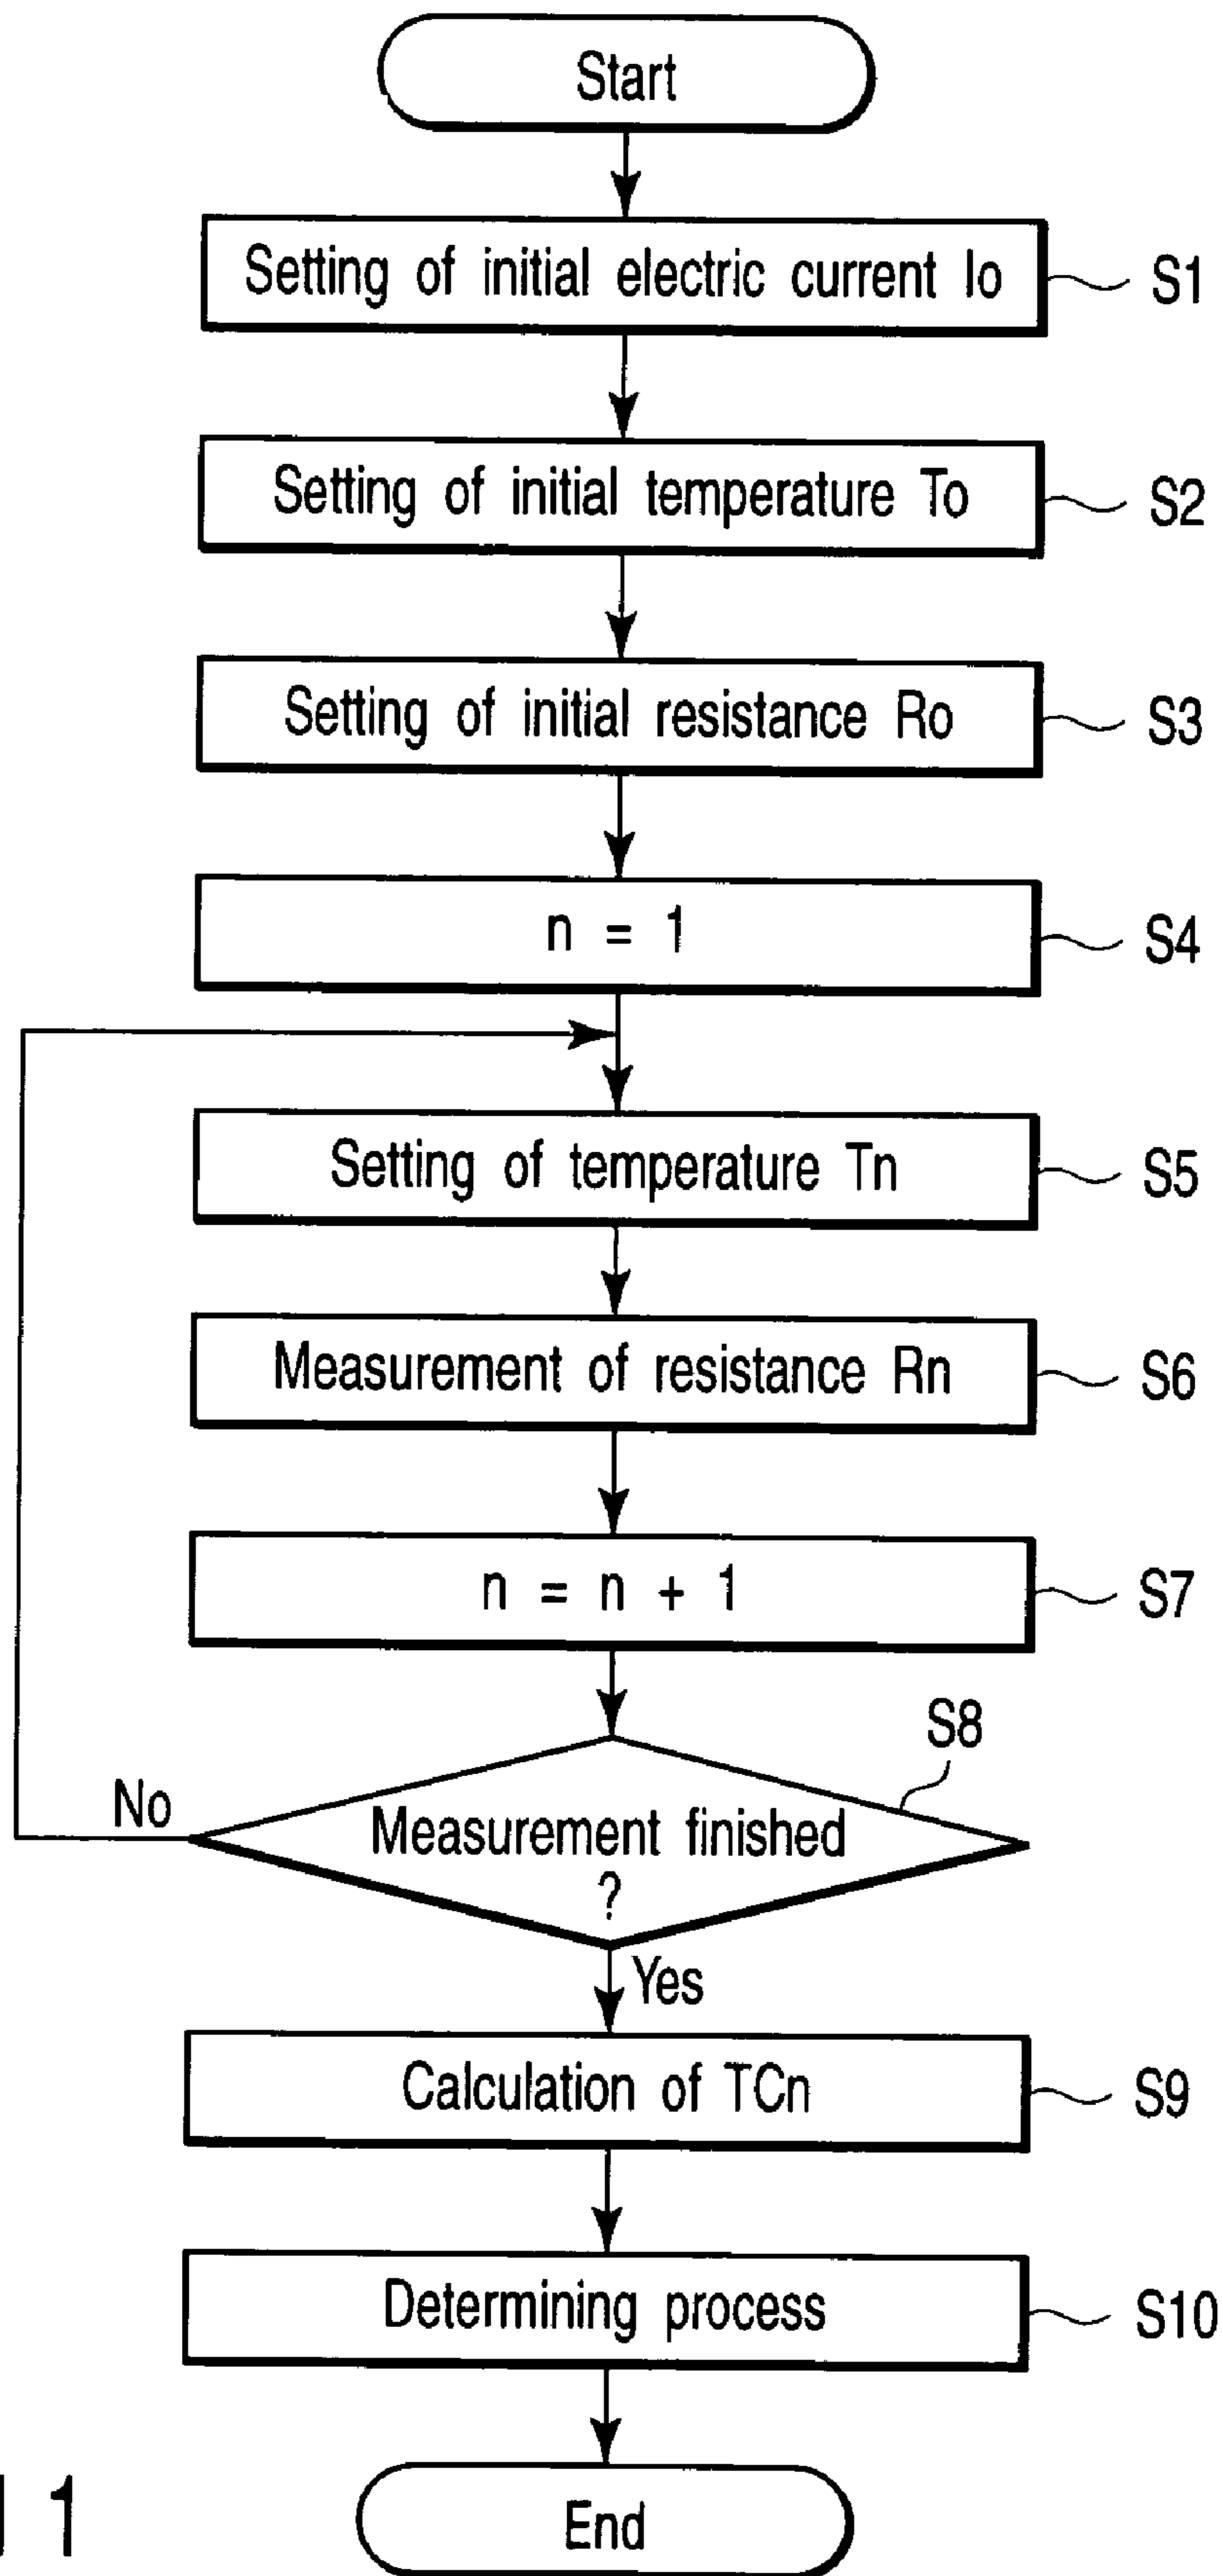 Start
Setting of initial electric current Io
S1
Setting of initial temperature To
S2
Setting of initial resistance Ro
S3
n = 1
S4
Setting of temperature Tn
S5
Measurement of resistance Rn
S6
n = n + 1
S7
S8
No
Measurement finished
?
Yes
Calculation of TCn
S9
Determining process
S10
End
1